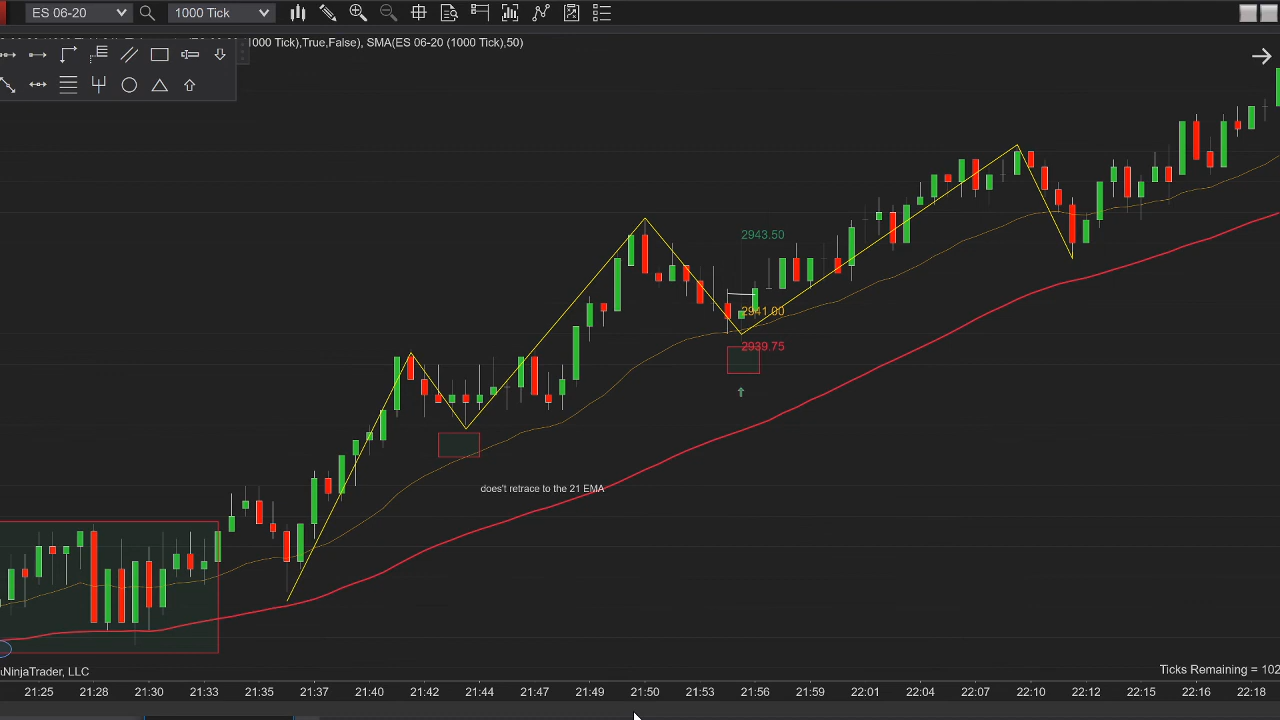 ES 06-20
1000 Tick
1000 Tick),True,False), SMA(ES 06-20 (1000 Tick),50)
2943.50
2941.00
2939.75
does't retrace to the 21 EMA
NinjaTrader, LLC
Ticks Remaining = 102
21:25 21:28 21:30 21:33 21:35 21:37 21:40 21:42 21:44 21:47 21:49 21:50 21:53 21:56 21:59 22:01 22:04 22:07 22:10 22:12 22:15 22:16 22:18